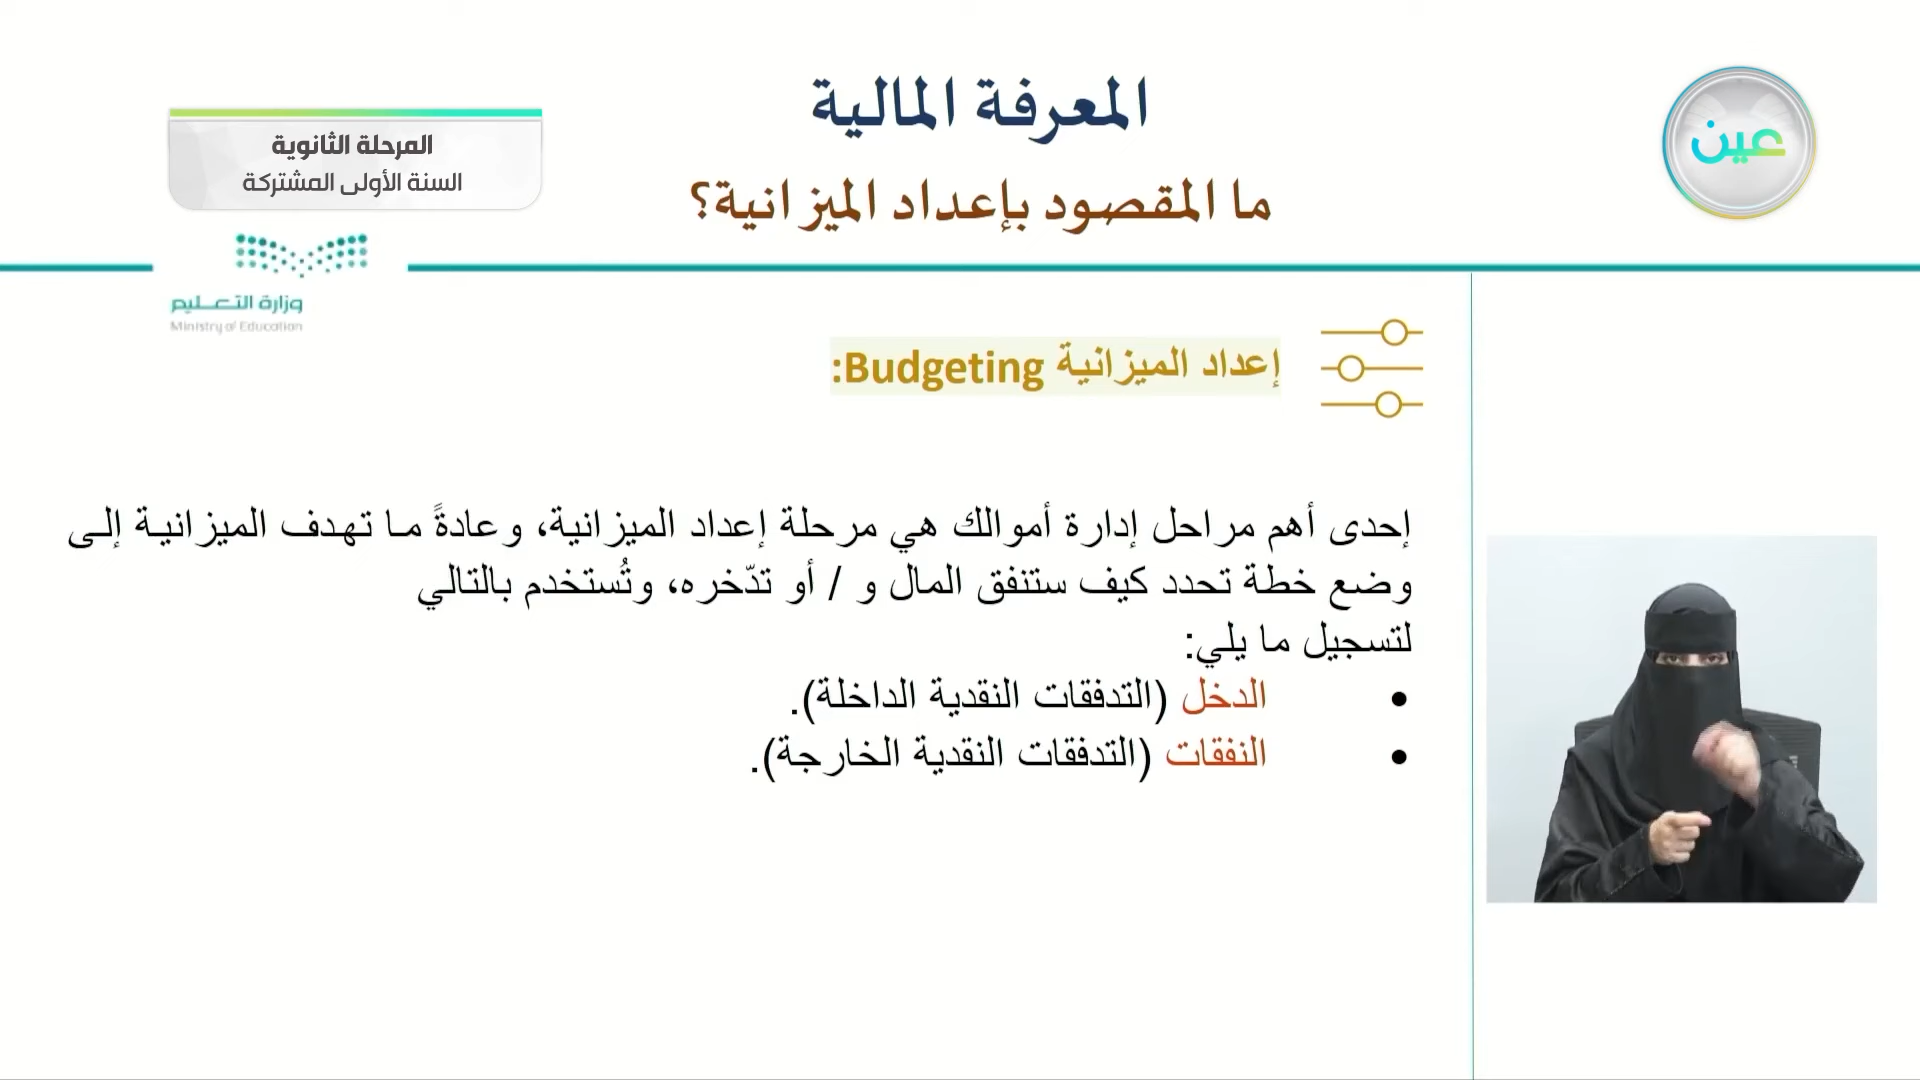 المعرفة المالية
ما المقصود بإعداد الميزانية؟
عين
المرحلة الثانوية
السنة الأولى المشتركة
وزارة التعليم
Ministry of Education
إعداد الميزانية Budgeting:
إحدى أهم مراحل إدارة أموالك هي مرحلة إعداد الميزانية، وعادةً ما تهدف الميزانية إلى
وضع خطة تحدد كيف ستنفق المال و / أو تدّخره، وتُستخدم بالتالي
لتسجيل ما يلي:
• الدخل (التدفقات النقدية الداخلة).
• النفقات (التدفقات النقدية الخارجة).